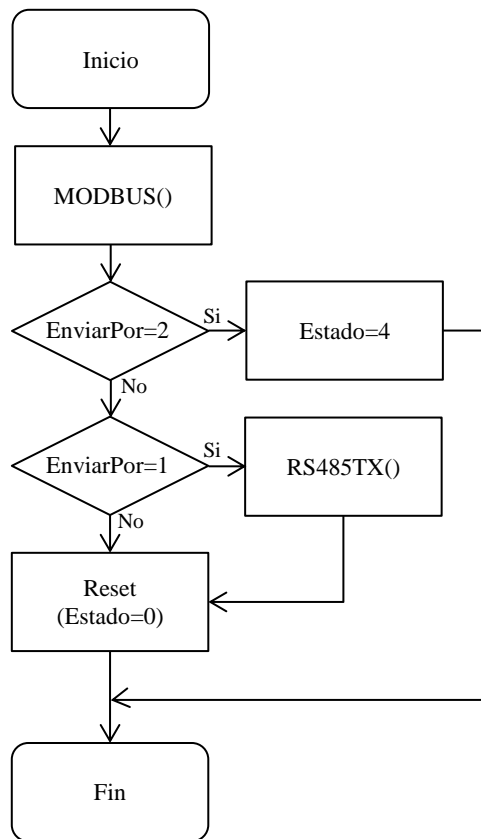 Inicio
MODBUS()
EnviarPor=2
Si
Estado=4
No
EnviarPor=1
Si
RS485TX()
No
Reset
(Estado=0)
Fin